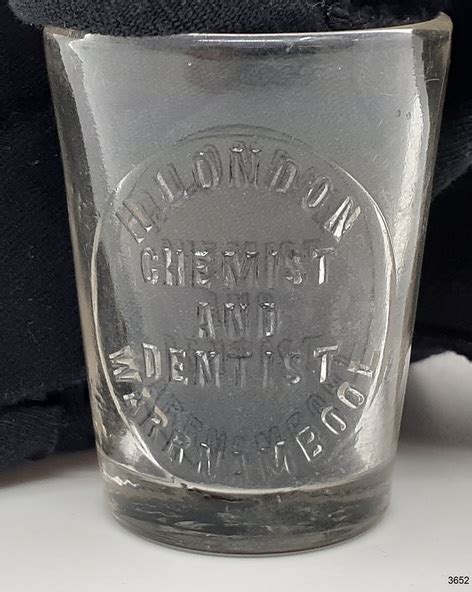 H. LONDON
CHEMIST
AND
DENTIST
WARRNAMBOOL
3652